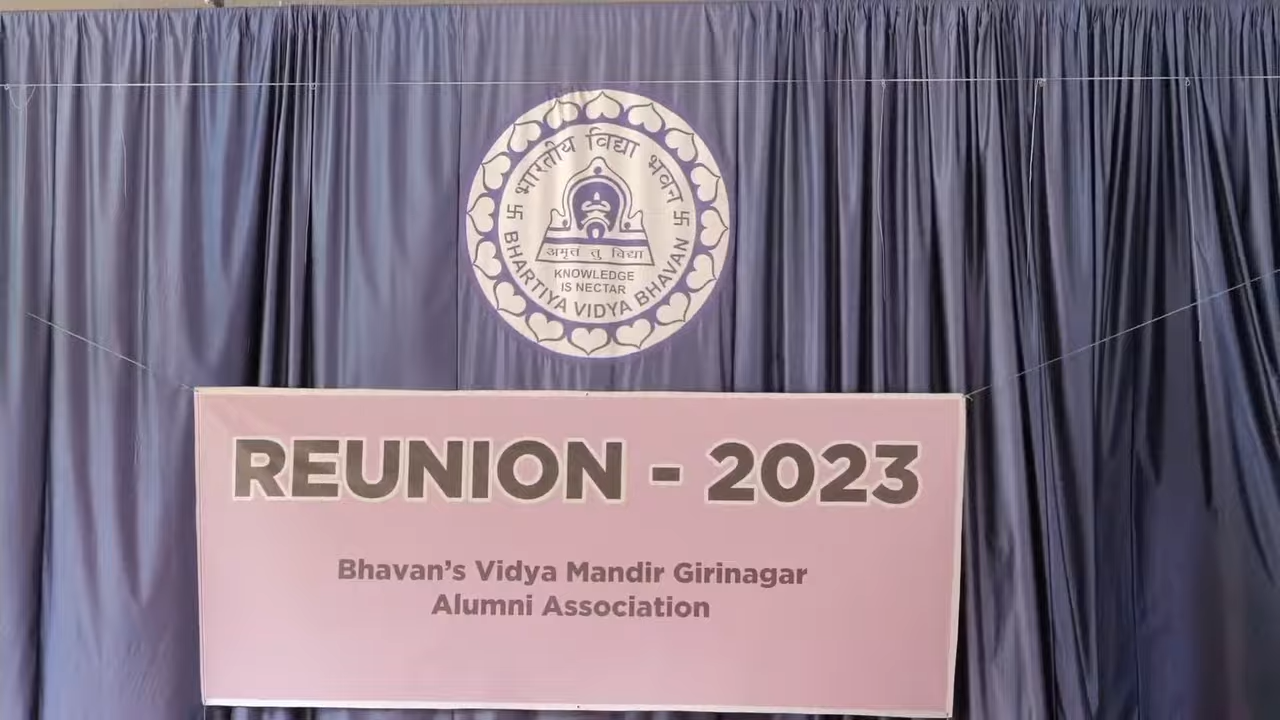 भारतीय विद्या भवन
अमृतं तु विद्या
KNOWLEDGE
IS NECTAR
BHARTIYA VIDYA BHAVAN
REUNION - 2023
Bhavan's Vidya Mandir Girinagar
Alumni Association